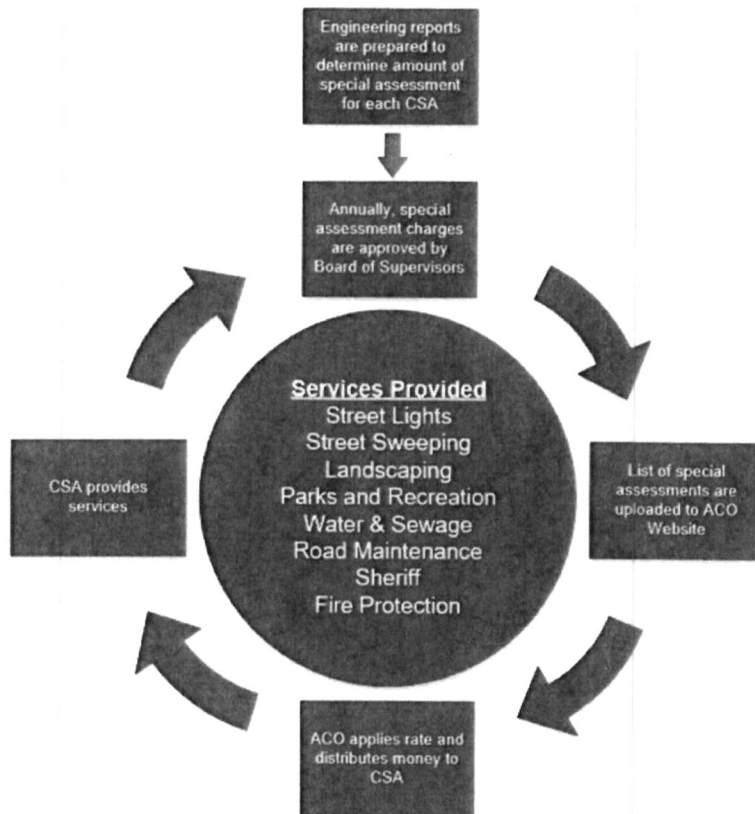 Engineering reports
are prepared to
determine amount of
special assessment
for each CSA
Annually, special
assessment charges
are approved by
Board of Supervisors
Services Provided
Street Lights
Street Sweeping
Landscaping
Parks and Recreation
Water & Sewage
Road Maintenance
Sheriff
Fire Protection
List of special
assessments are
uploaded to ACO
Website
ACO applies rate and
distributes money to
CSA
CSA provides
services